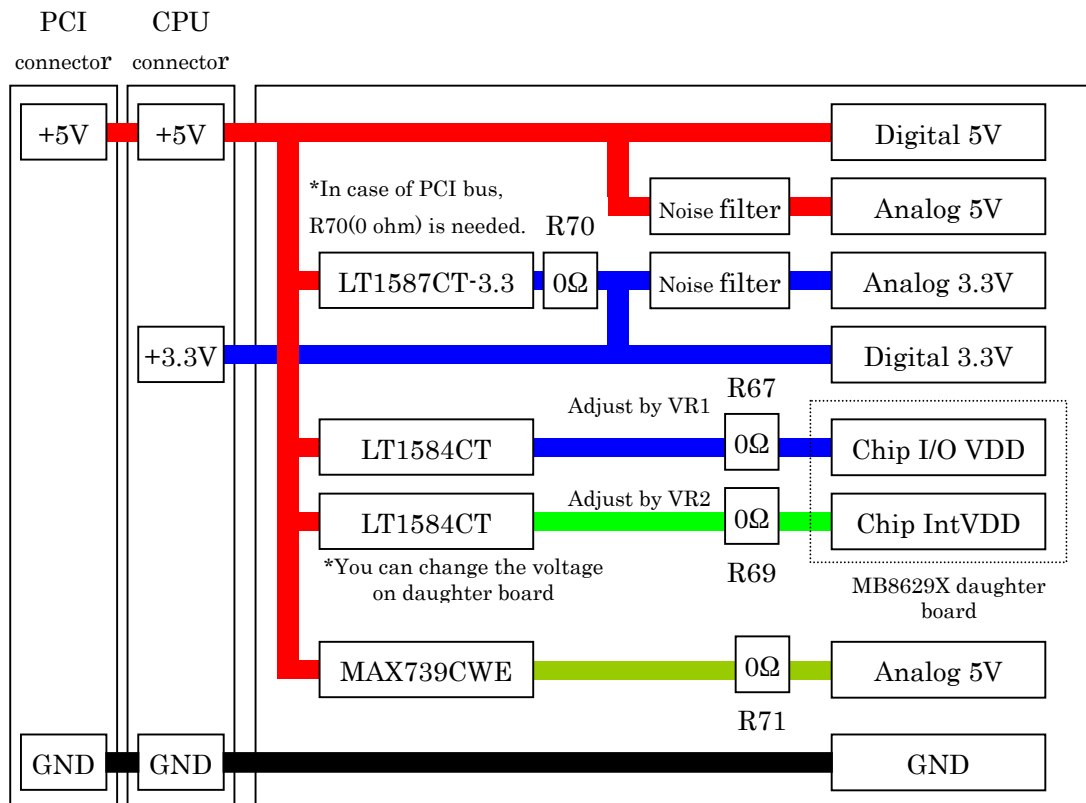 PCI
connector
CPU
connector
+5V
+5V
Digital 5V
*In case of PCI bus,
R70(0 ohm) is needed.
R70
Noise filter
Analog 5V
LT1587CT-3.3
0Ω
Noise filter
Analog 3.3V
+3.3V
Digital 3.3V
R67
Adjust by VR1
LT1584CT
0Ω
Chip I/O VDD
Adjust by VR2
LT1584CT
0Ω
Chip IntVDD
*You can change the voltage
on daughter board
R69
MB8629X daughter
board
MAX739CWE
0Ω
Analog 5V
R71
GND
GND
GND